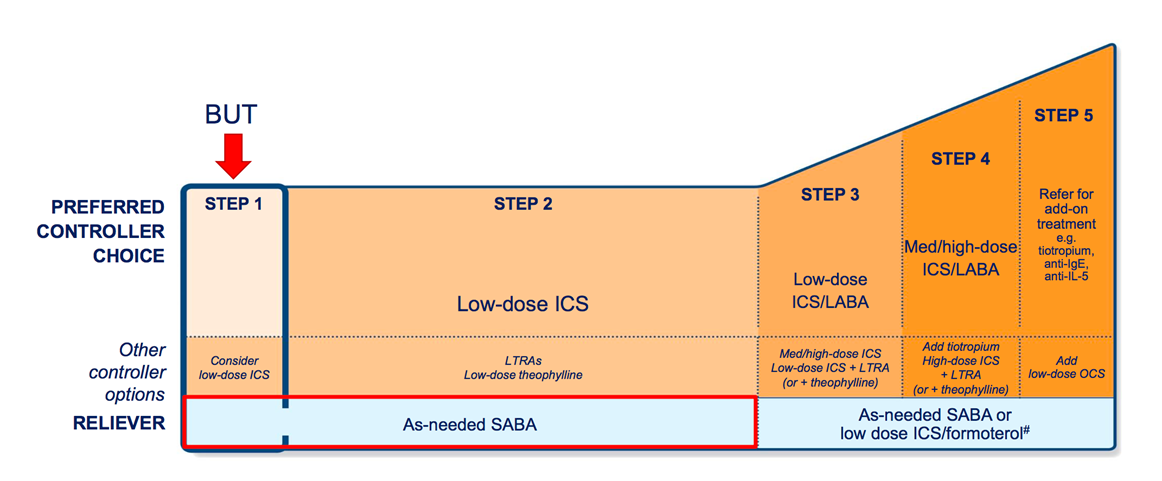 BUT
PREFERRED
CONTROLLER
CHOICE
STEP 1
STEP 2
Low-dose ICS
STEP 3
Low-dose
ICS/LABA
STEP 4
Med/high-dose
ICS/LABA
STEP 5
Refer for
add-on
treatment
e.g.
tiotropium,
anti-IgE,
anti-IL-5
Other
controller
options
Consider
low-dose ICS
LTRAs
Low-dose theophylline
Med/high-dose ICS
Low-dose ICS + LTRA
(or + theophylline)
Add tiotropium
High-dose ICS
+ LTRA
(or + theophylline)
Add
low-dose OCS
RELIEVER
As-needed SABA
As-needed SABA or
low dose ICS/formoterol#